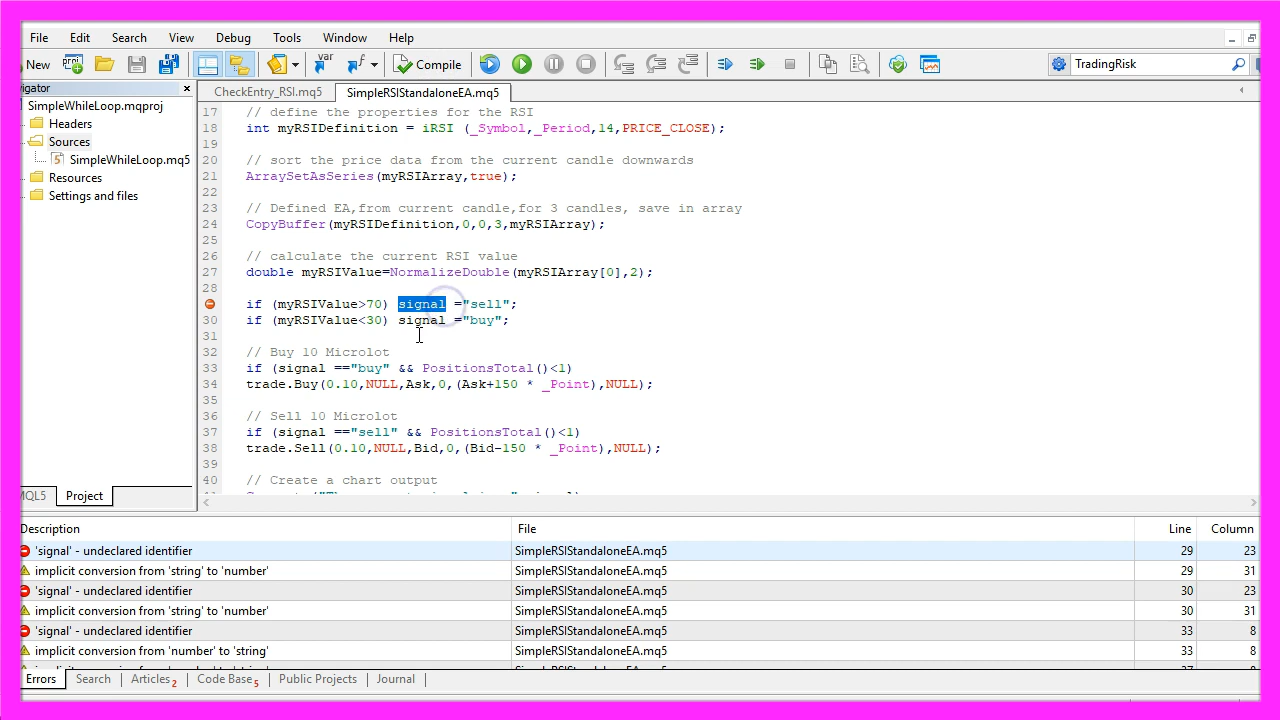 File Edit Search View Debug Tools Window Help
New Compile TradingRisk
vigator
CheckEntry_RSI.mq5 SimpleRSIStandaloneEA.mq5
SimpleWhileLoop.mqproj
Headers
Sources
SimpleWhileLoop.mq5
Resources
Settings and files
MQL5 Project
17 // define the properties for the RSI
18 int myRSIDefinition = iRSI (_Symbol,_Period,14,PRICE_CLOSE);
19
20 // sort the price data from the current candle downwards
21 ArraySetAsSeries(myRSIArray,true);
22
23 // Defined EA,from current candle,for 3 candles, save in array
24 CopyBuffer(myRSIDefinition,0,0,3,myRSIArray);
25
26 // calculate the current RSI value
27 double myRSIValue=NormalizeDouble(myRSIArray[0],2);
28
if (myRSIValue>70) signal ="sell";
30 if (myRSIValue<30) signal ="buy";
31
32 // Buy 10 Microlot
33 if (signal =="buy" && PositionsTotal()<1)
34 trade.Buy(0.10,NULL,Ask,0,(Ask+150 * _Point),NULL);
35
36 // Sell 10 Microlot
37 if (signal =="sell" && PositionsTotal()<1)
38 trade.Sell(0.10,NULL,Bid,0,(Bid-150 * _Point),NULL);
39
40 // Create a chart output
Description File Line Column
'signal' - undeclared identifier SimpleRSIStandaloneEA.mq5 29 23
implicit conversion from 'string' to 'number' SimpleRSIStandaloneEA.mq5 29 31
'signal' - undeclared identifier SimpleRSIStandaloneEA.mq5 30 23
implicit conversion from 'string' to 'number' SimpleRSIStandaloneEA.mq5 30 31
'signal' - undeclared identifier SimpleRSIStandaloneEA.mq5 33 8
implicit conversion from 'number' to 'string' SimpleRSIStandaloneEA.mq5 33 8
Errors Search Articles 2 Code Base 5 Public Projects Journal